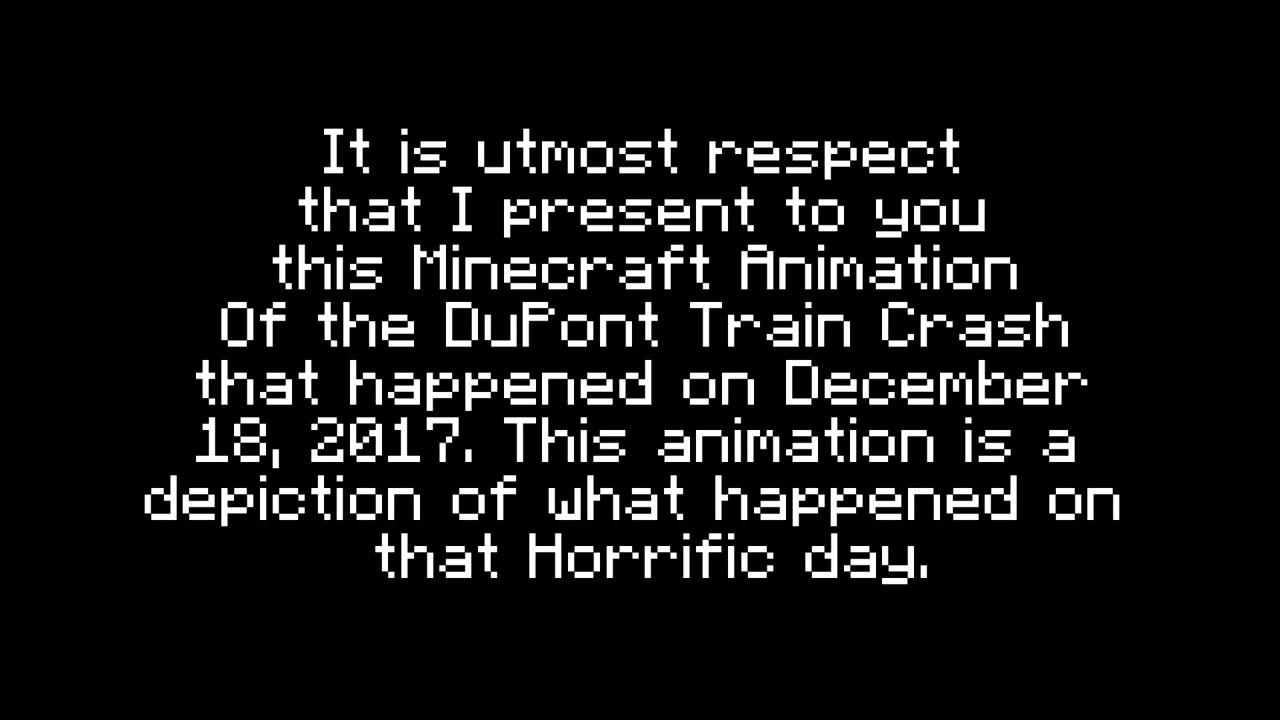 It is utmost respect
that I present to you
this Minecraft Animation
Of the DuPont Train Crash
that happened on December
18, 2017. This animation is a
depiction of what happened on
that Horrific day.